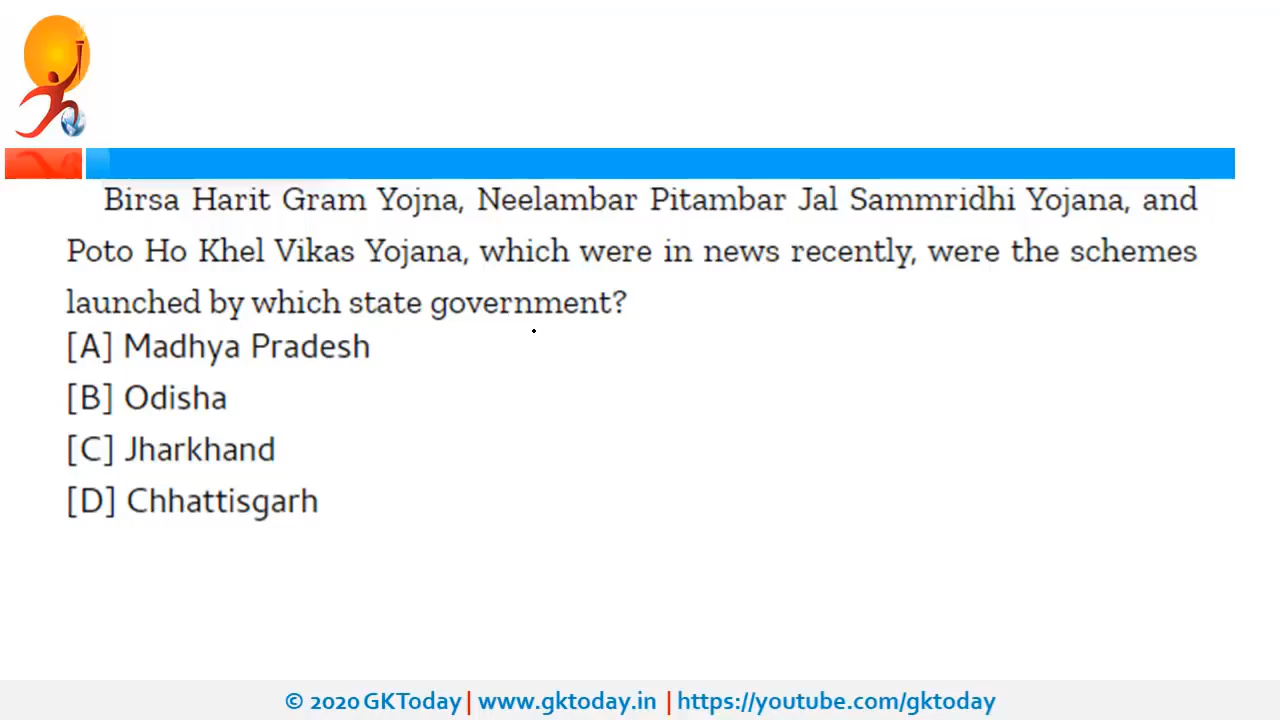 Birsa Harit Gram Yojna, Neelambar Pitambar Jal Sammridhi Yojana, and
Poto Ho Khel Vikas Yojana, which were in news recently, were the schemes
launched by which state government?
[A] Madhya Pradesh
[B] Odisha
[C] Jharkhand
[D] Chhattisgarh
© 2020 GKToday | www.gktoday.in | https://youtube.com/gktoday